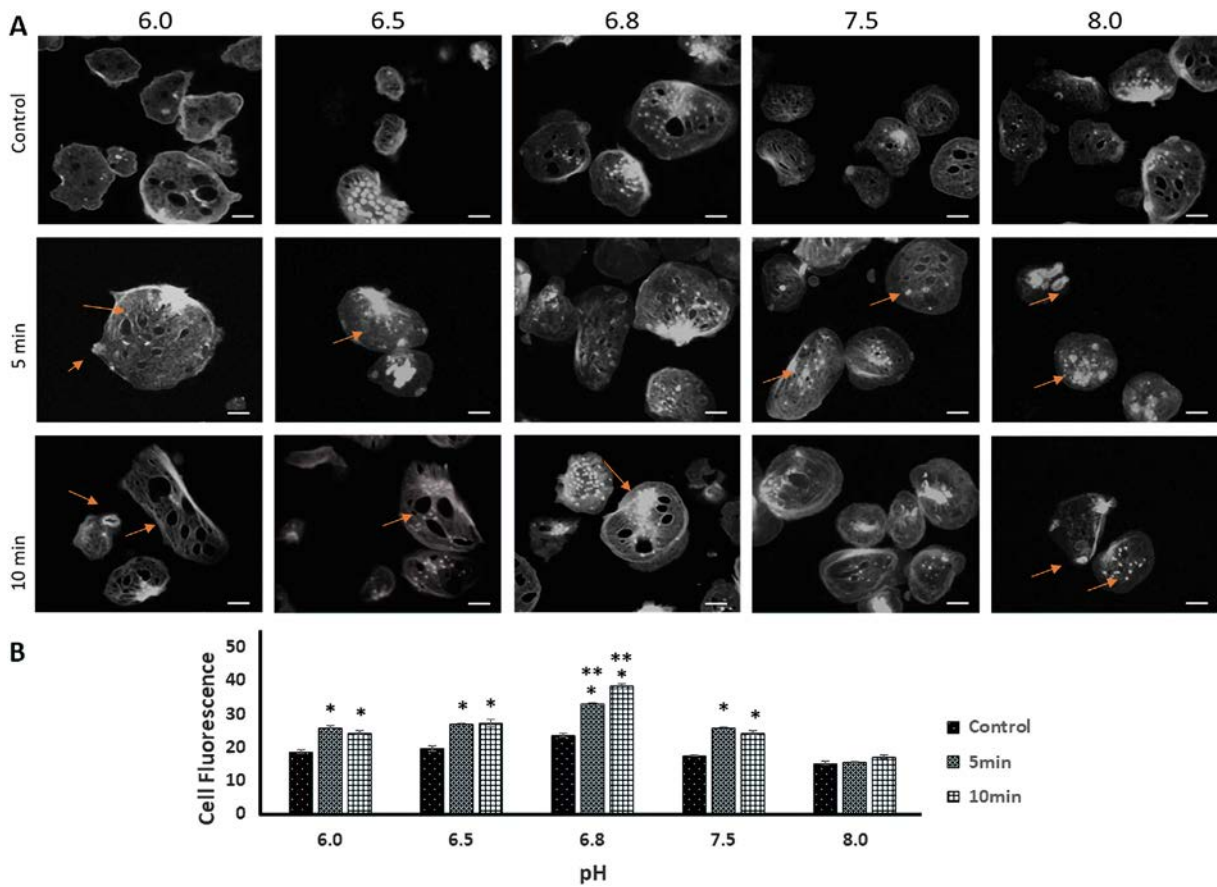 A
6.0 6.5 6.8 7.5 8.0
Control
5 min
10 min
B
Cell Fluorescence
50
40
30
20
10
0
* * * * ** * ** * * *
6.0 6.5 6.8 7.5 8.0
pH
Control
5min
10min